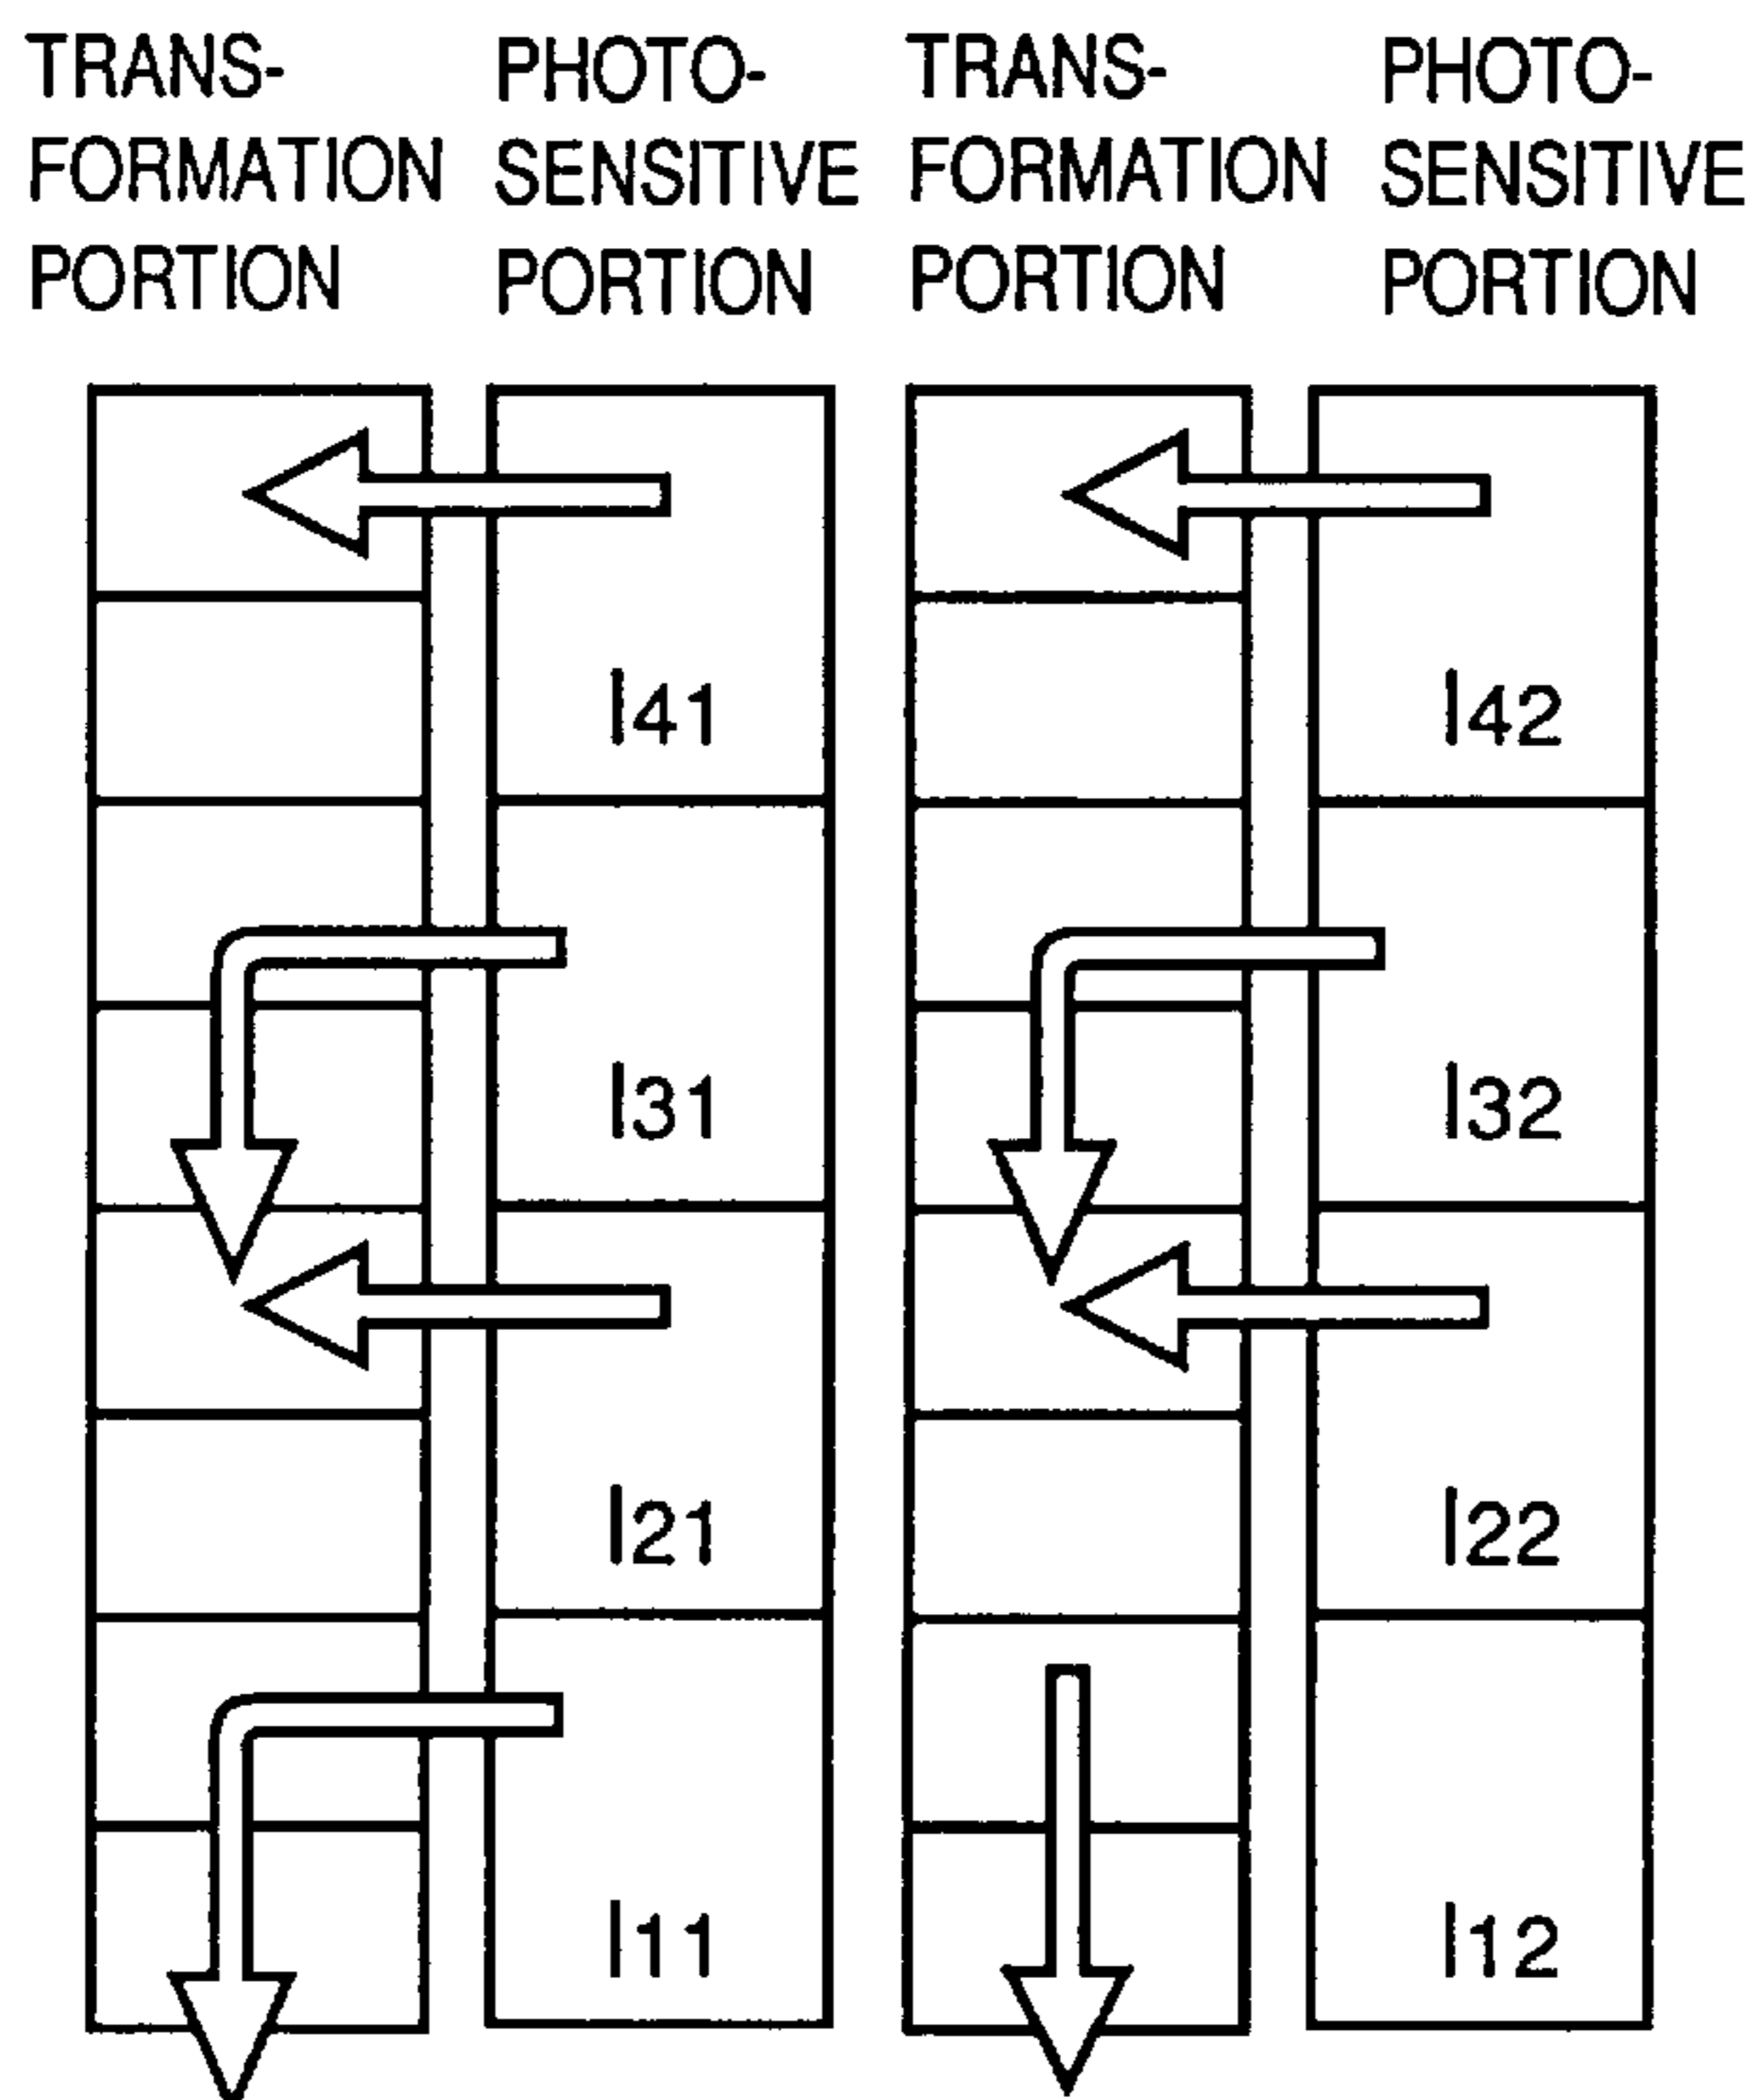 TRANS-
FORMATION
PORTION
PHOTO-
SENSITIVE
PORTION
TRANS-
FORMATION
PORTION
PHOTO-
SENSITIVE
PORTION
I41
I42
I31
I32
I21
I22
I11
I12